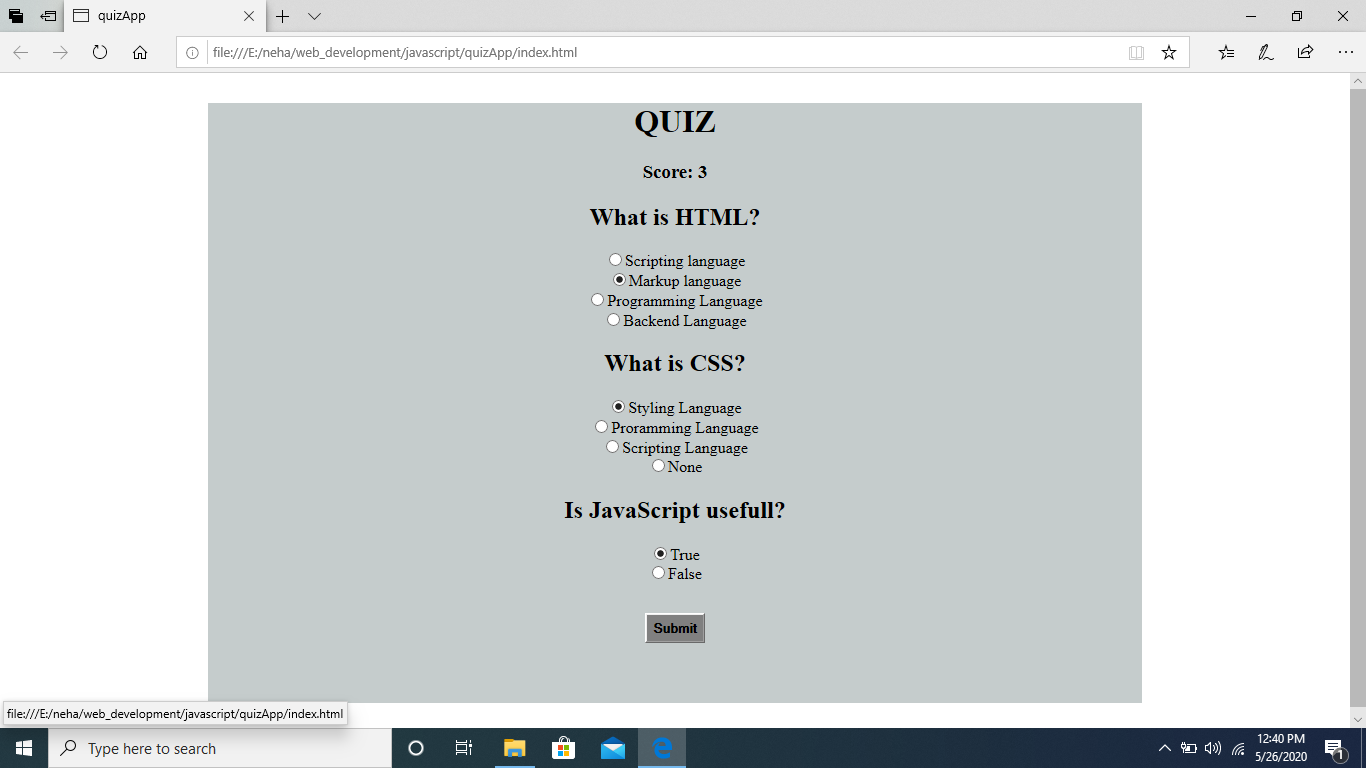 quizApp
file:///E:/neha/web_development/javascript/quizApp/index.html
QUIZ
Score: 3
What is HTML?
Scripting language
Markup language
Programming Language
Backend Language
What is CSS?
Styling Language
Proramming Language
Scripting Language
None
Is JavaScript usefull?
True
False
Submit
file:///E:/neha/web_development/javascript/quizApp/index.html
Type here to search
12:40 PM
5/26/2020
1